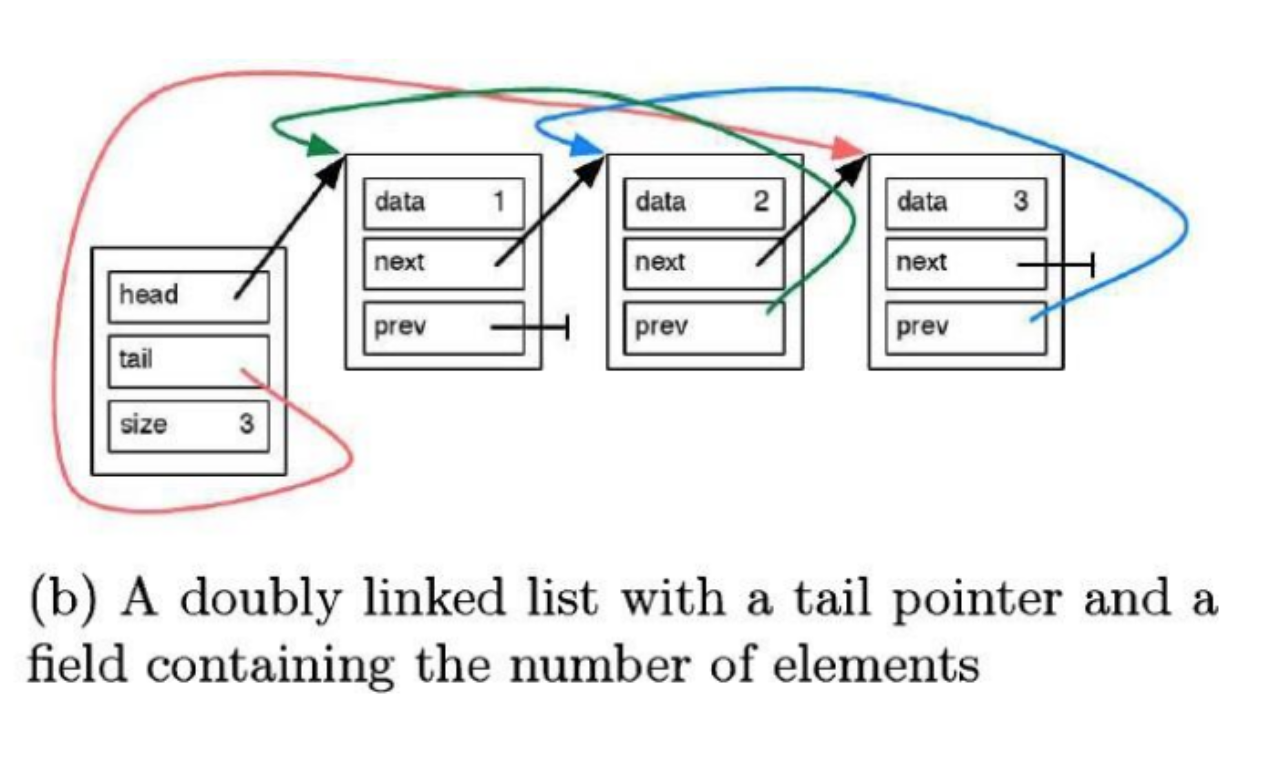 data 1
next
prev
data 2
next
prev
data 3
next
prev
head
tail
size 3
(b) A doubly linked list with a tail pointer and a
field containing the number of elements